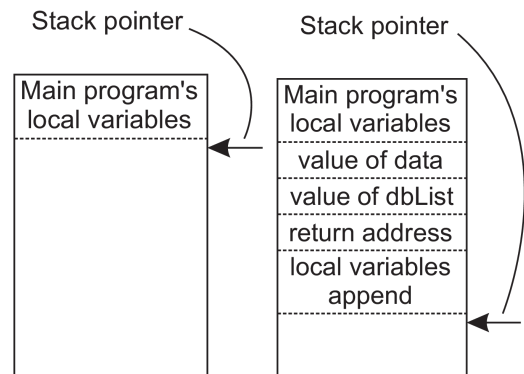 Stack pointer
Main program's
local variables
Stack pointer
Main program's
local variables
value of data
value of dbList
return address
local variables
append